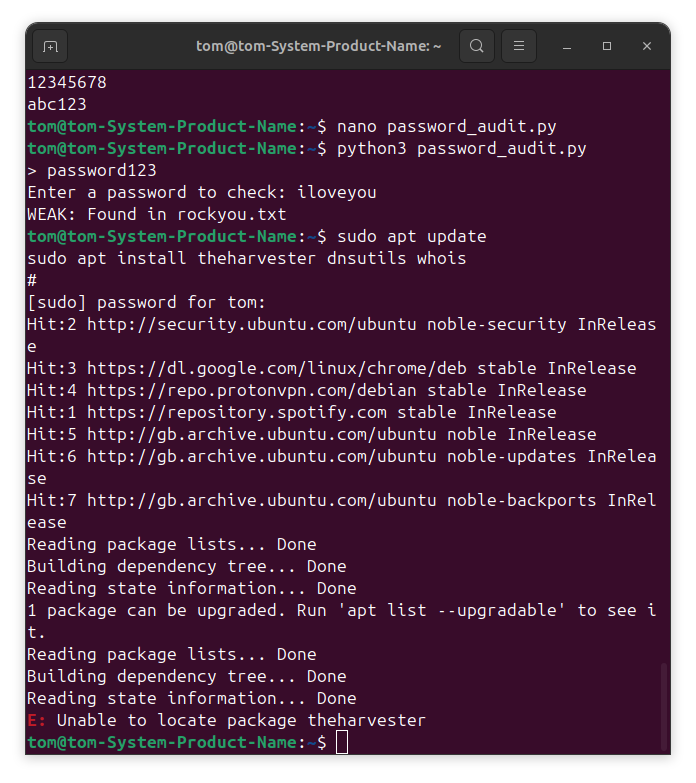 tom@tom-System-Product-Name: ~
12345678
abc123
tom@tom-System-Product-Name:~$ nano password_audit.py
tom@tom-System-Product-Name:~$ python3 password_audit.py
> password123
Enter a password to check: iloveyou
WEAK: Found in rockyou.txt
tom@tom-System-Product-Name:~$ sudo apt update
sudo apt install theharvester dnsutils whois
#
[sudo] password for tom:
Hit:2 http://security.ubuntu.com/ubuntu noble-security InReleas
e
Hit:3 https://dl.google.com/linux/chrome/deb stable InRelease
Hit:4 https://repo.protonvpn.com/debian stable InRelease
Hit:1 https://repository.spotify.com stable InRelease
Hit:5 http://gb.archive.ubuntu.com/ubuntu noble InRelease
Hit:6 http://gb.archive.ubuntu.com/ubuntu noble-updates InRelea
se
Hit:7 http://gb.archive.ubuntu.com/ubuntu noble-backports InRel
ease
Reading package lists... Done
Building dependency tree... Done
Reading state information... Done
1 package can be upgraded. Run 'apt list --upgradable' to see i
t.
Reading package lists... Done
Building dependency tree... Done
Reading state information... Done
E: Unable to locate package theharvester
tom@tom-System-Product-Name:~$